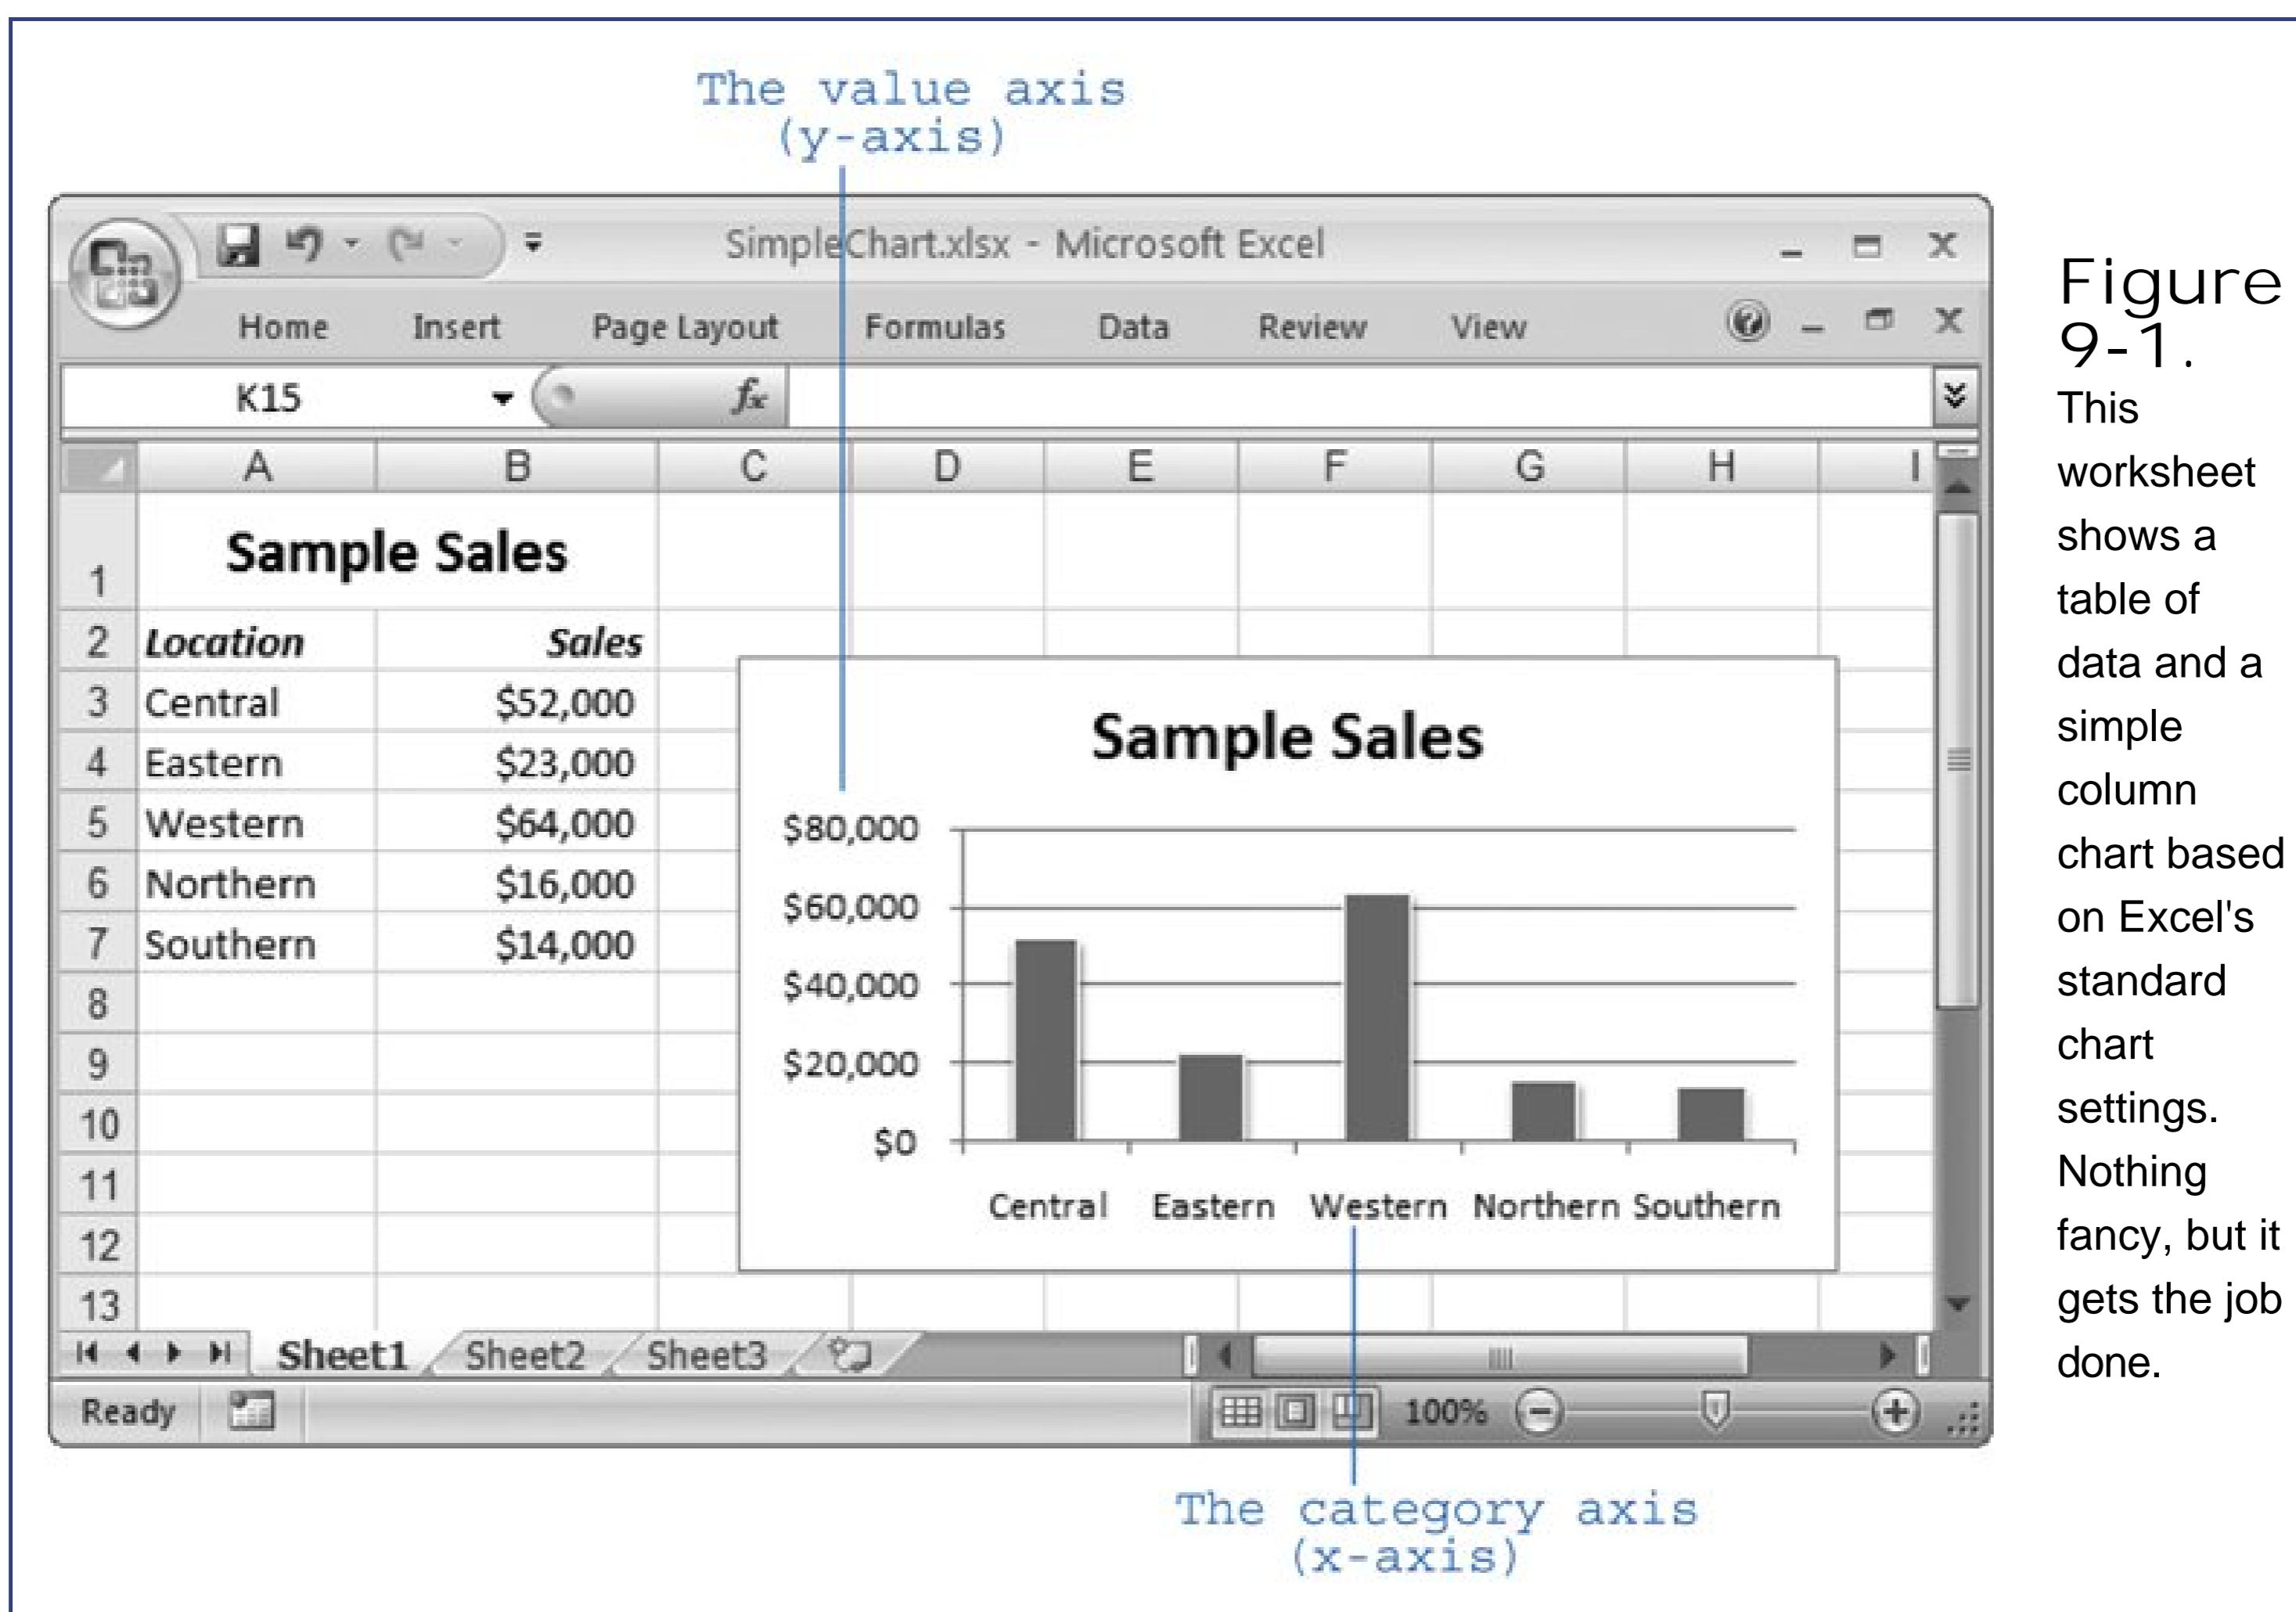 The value axis
(y-axis)
SimpleChart.xlsx - Microsoft Excel
Home Insert Page Layout Formulas Data Review View
K15 fx
A B C D E F G H I
1 Sample Sales
2 Location Sales
3 Central $52,000
4 Eastern $23,000
5 Western $64,000
6 Northern $16,000
7 Southern $14,000
8
9
10
11
12
13
Sample Sales
$80,000
$60,000
$40,000
$20,000
$0
Central Eastern Western Northern Southern
Sheet1 Sheet2 Sheet3
Ready 100%
The category axis
(x-axis)
Figure
9-1.
This
worksheet
shows a
table of
data and a
simple
column
chart based
on Excel's
standard
chart
settings.
Nothing
fancy, but it
gets the job
done.